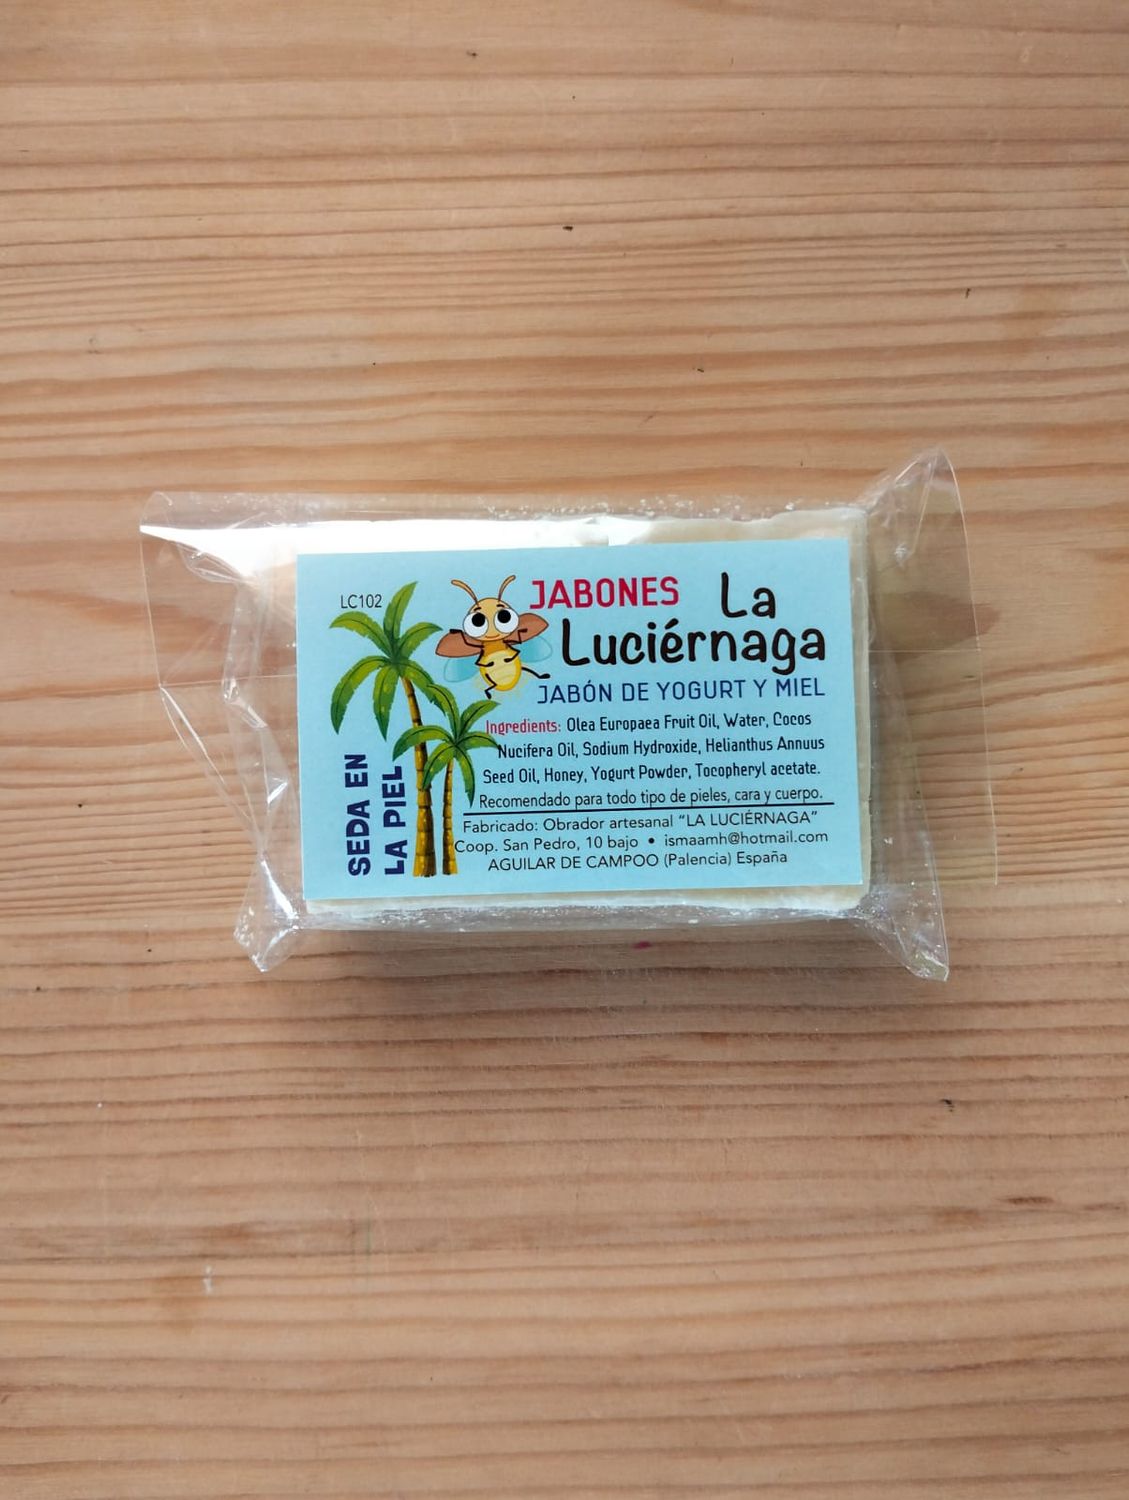 LC102
JABONES La
Luciérnaga
JABÓN DE YOGURT Y MIEL
Ingredients: Olea Europaea Fruit Oil, Water, Cocos
Nucifera Oil, Sodium Hydroxide, Helianthus Annuus
Seed Oil, Honey, Yogurt Powder, Tocopheryl acetate.
Recomendado para todo tipo de pieles, cara y cuerpo.
Fabricado: Obrador artesanal “LA LUCIÉRNAGA”
Coop. San Pedro, 10 bajo • ismaamh@hotmail.com
AGUILAR DE CAMPOO (Palencia) España
SEDA EN
LA PIEL